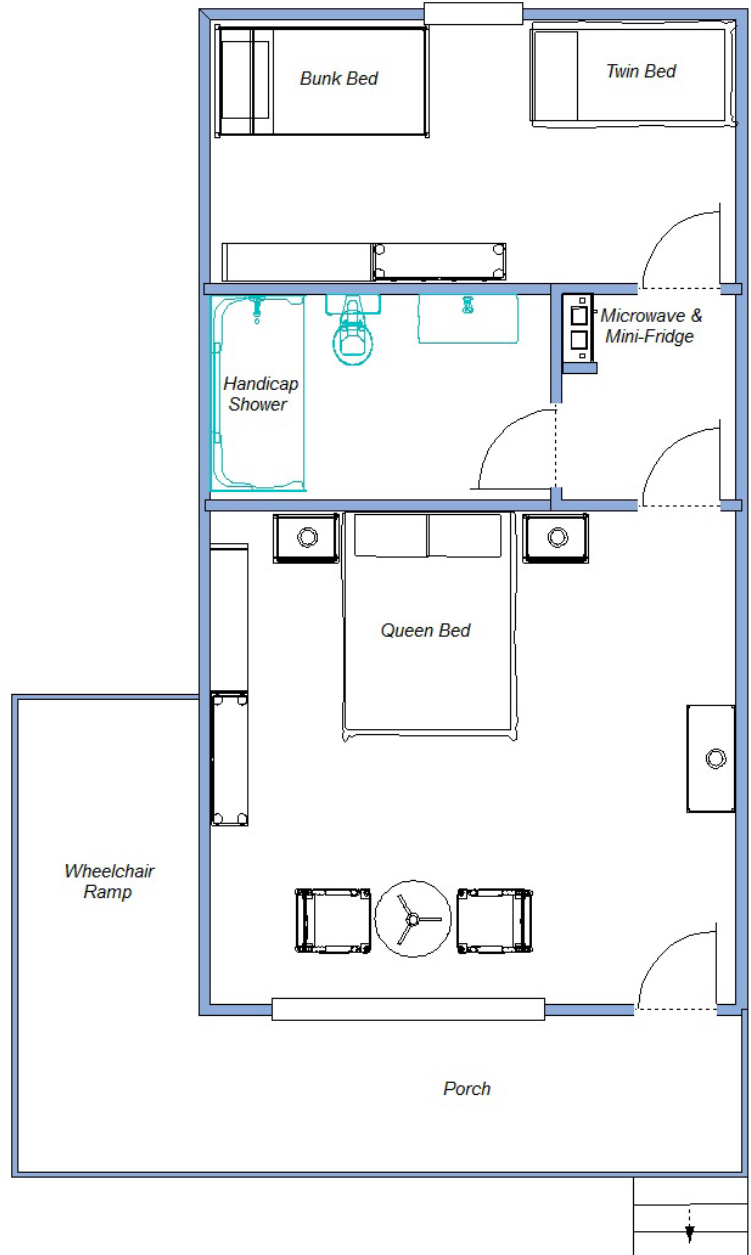 Bunk Bed
Twin Bed
Microwave &
Mini-Fridge
Handicap
Shower
Queen Bed
Wheelchair
Ramp
Porch